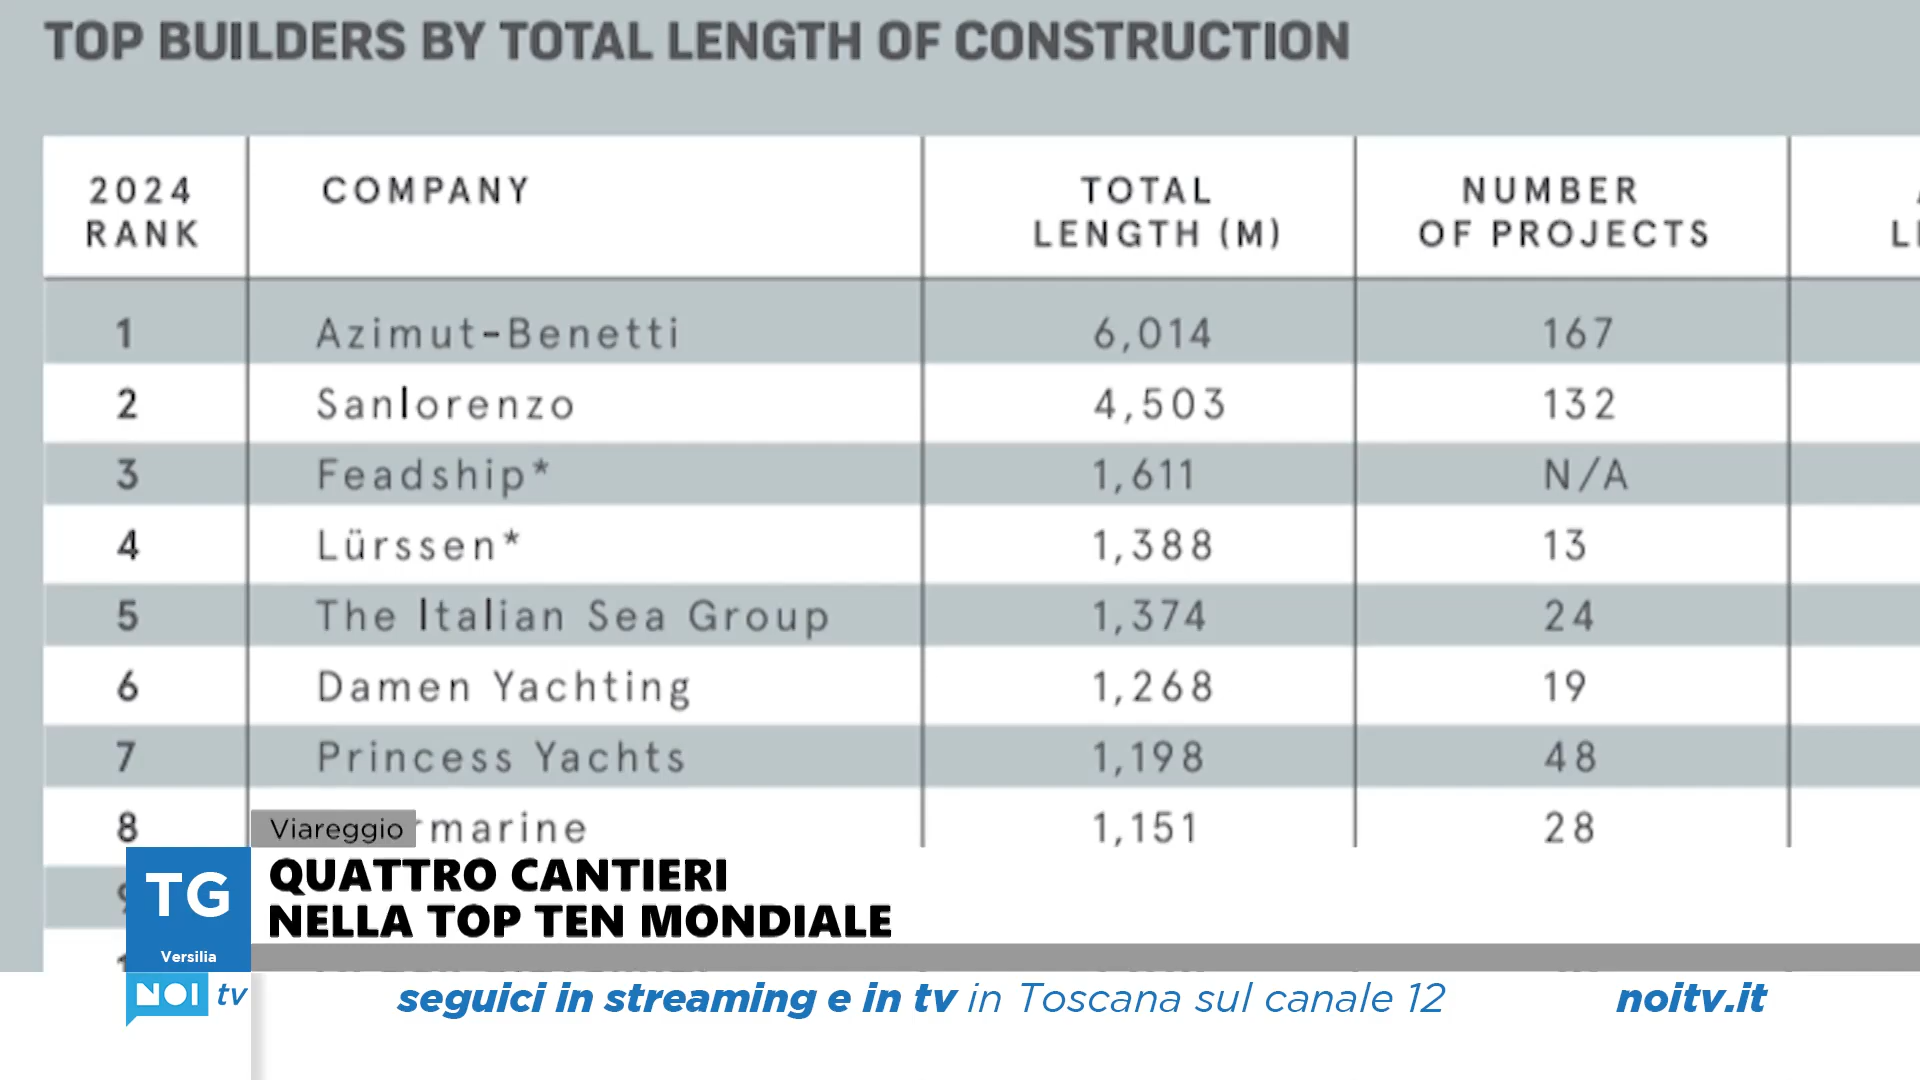 TOP BUILDERS BY TOTAL LENGTH OF CONSTRUCTION
2024 RANK COMPANY TOTAL LENGTH (M) NUMBER OF PROJECTS
1 Azimut-Benetti 6,014 167
2 Sanlorenzo 4,503 132
3 Feadship* 1,611 N/A
4 Lürssen* 1,388 13
5 The Italian Sea Group 1,374 24
6 Damen Yachting 1,268 19
7 Princess Yachts 1,198 48
8 rmarine 1,151 28
Viareggio
TG Versilia
QUATTRO CANTIERI
NELLA TOP TEN MONDIALE
NOI tv
seguici in streaming e in tv in Toscana sul canale 12
noitv.it